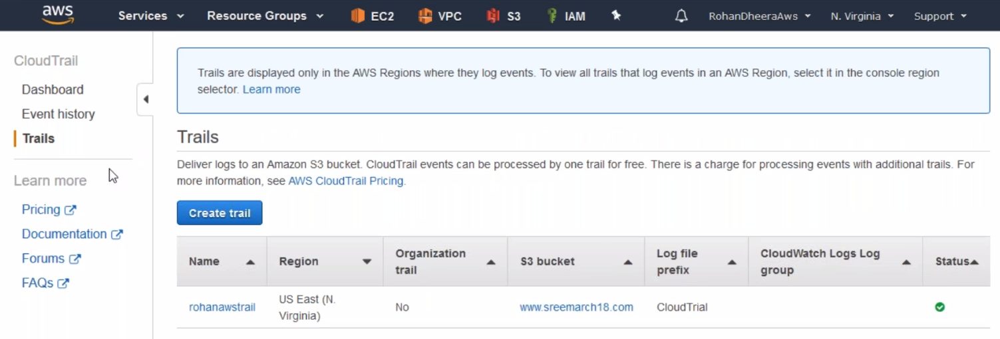 aws Services Resource Groups EC2 VPC S3 IAM RohanDheeraAws N. Virginia Support
CloudTrail
Dashboard
Event history
Trails
Learn more
Pricing
Documentation
Forums
FAQs
Trails are displayed only in the AWS Regions where they log events. To view all trails that log events in an AWS Region, select it in the console region
selector. Learn more
Trails
Deliver logs to an Amazon S3 bucket. CloudTrail events can be processed by one trail for free. There is a charge for processing events with additional trails. For
more information, see AWS CloudTrail Pricing.
Create trail
Name Region Organization trail S3 bucket Log file prefix CloudWatch Logs Log group Status
rohanawstrail US East (N. Virginia) No www.sreemarch18.com CloudTrial